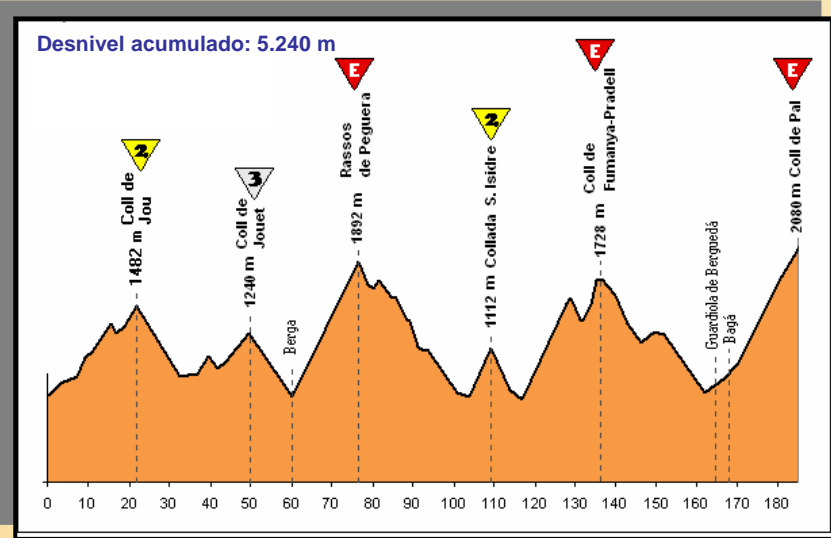 Desnivel acumulado: 5.240 m
2
1482 m Coll de
Jou
3
1240 m Coll de
Jouet
Berga
E
1892 m Rassos
de Peguera
2
1112 m Collada S. Isidre
E
1728 m Coll de
Fumanya-Pradell
Guardiola de Berguedá
Bagá
E
2080 m Coll de Pal
0 10 20 30 40 50 60 70 80 90 100 110 120 130 140 150 160 170 180